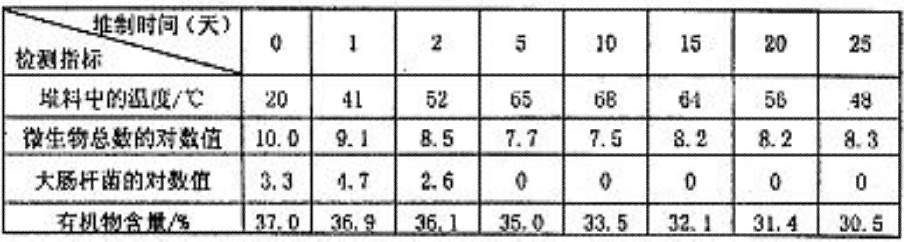 堆制时间（天）
检测指标 0 1 2 5 10 15 20 25
堆料中的温度/℃ 20 41 52 65 68 64 56 48
微生物总数的对数值 10.0 9.1 8.5 7.7 7.5 8.2 8.2 8.3
大肠杆菌的对数值 3.3 4.7 2.6 0 0 0 0 0
有机物含量/% 37.0 36.9 36.1 35.0 33.5 32.1 31.4 30.5